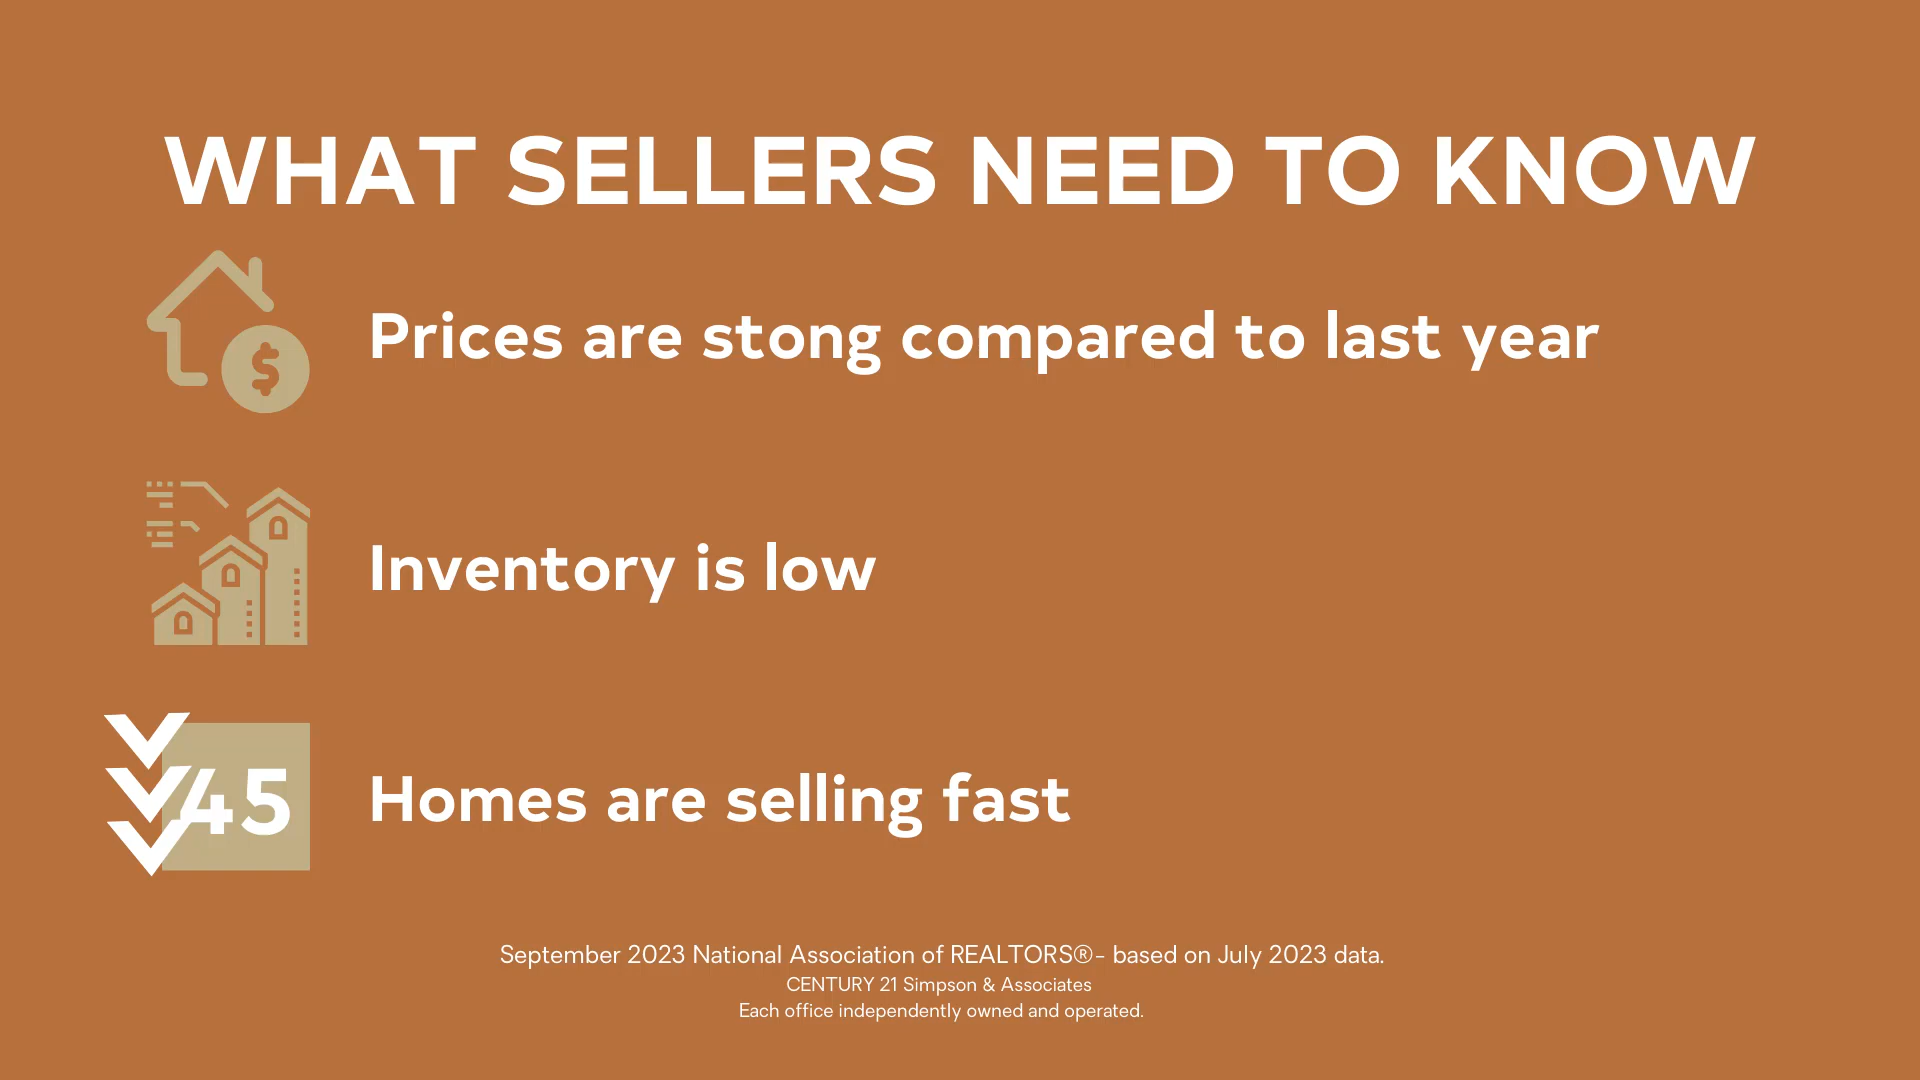 WHAT SELLERS NEED TO KNOW
Prices are stong compared to last year
Inventory is low
45
Homes are selling fast
September 2023 National Association of REALTORS®- based on July 2023 data.
CENTURY 21 Simpson & Associates
Each office independently owned and operated.